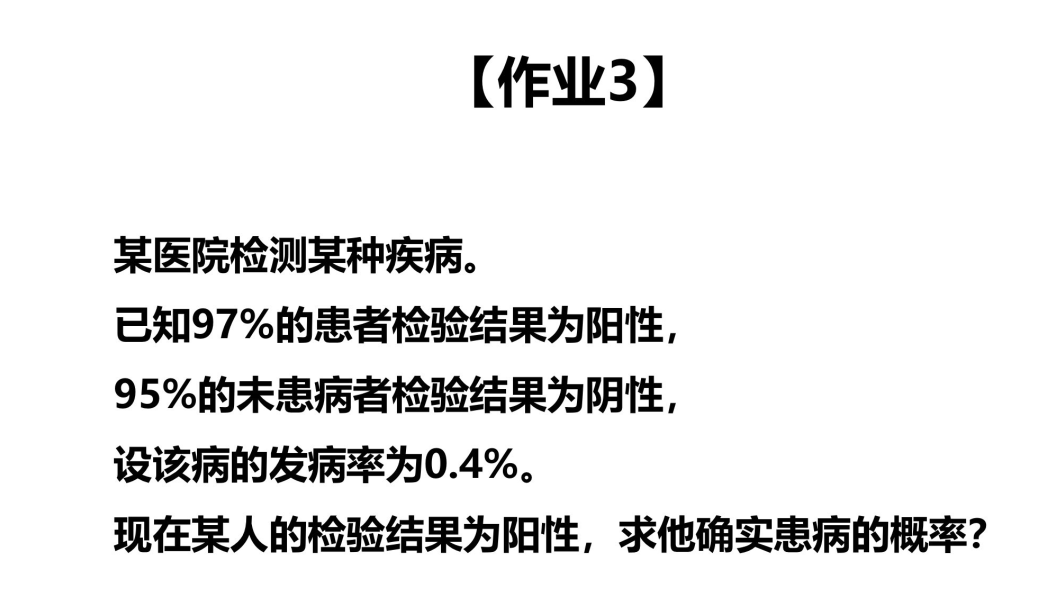 【作业3】
某医院检测某种疾病。
已知97%的患者检验结果为阳性，
95%的未患病者检验结果为阴性，
设该病的发病率为0.4%。
现在某人的检验结果为阳性，求他确实患病的概率？